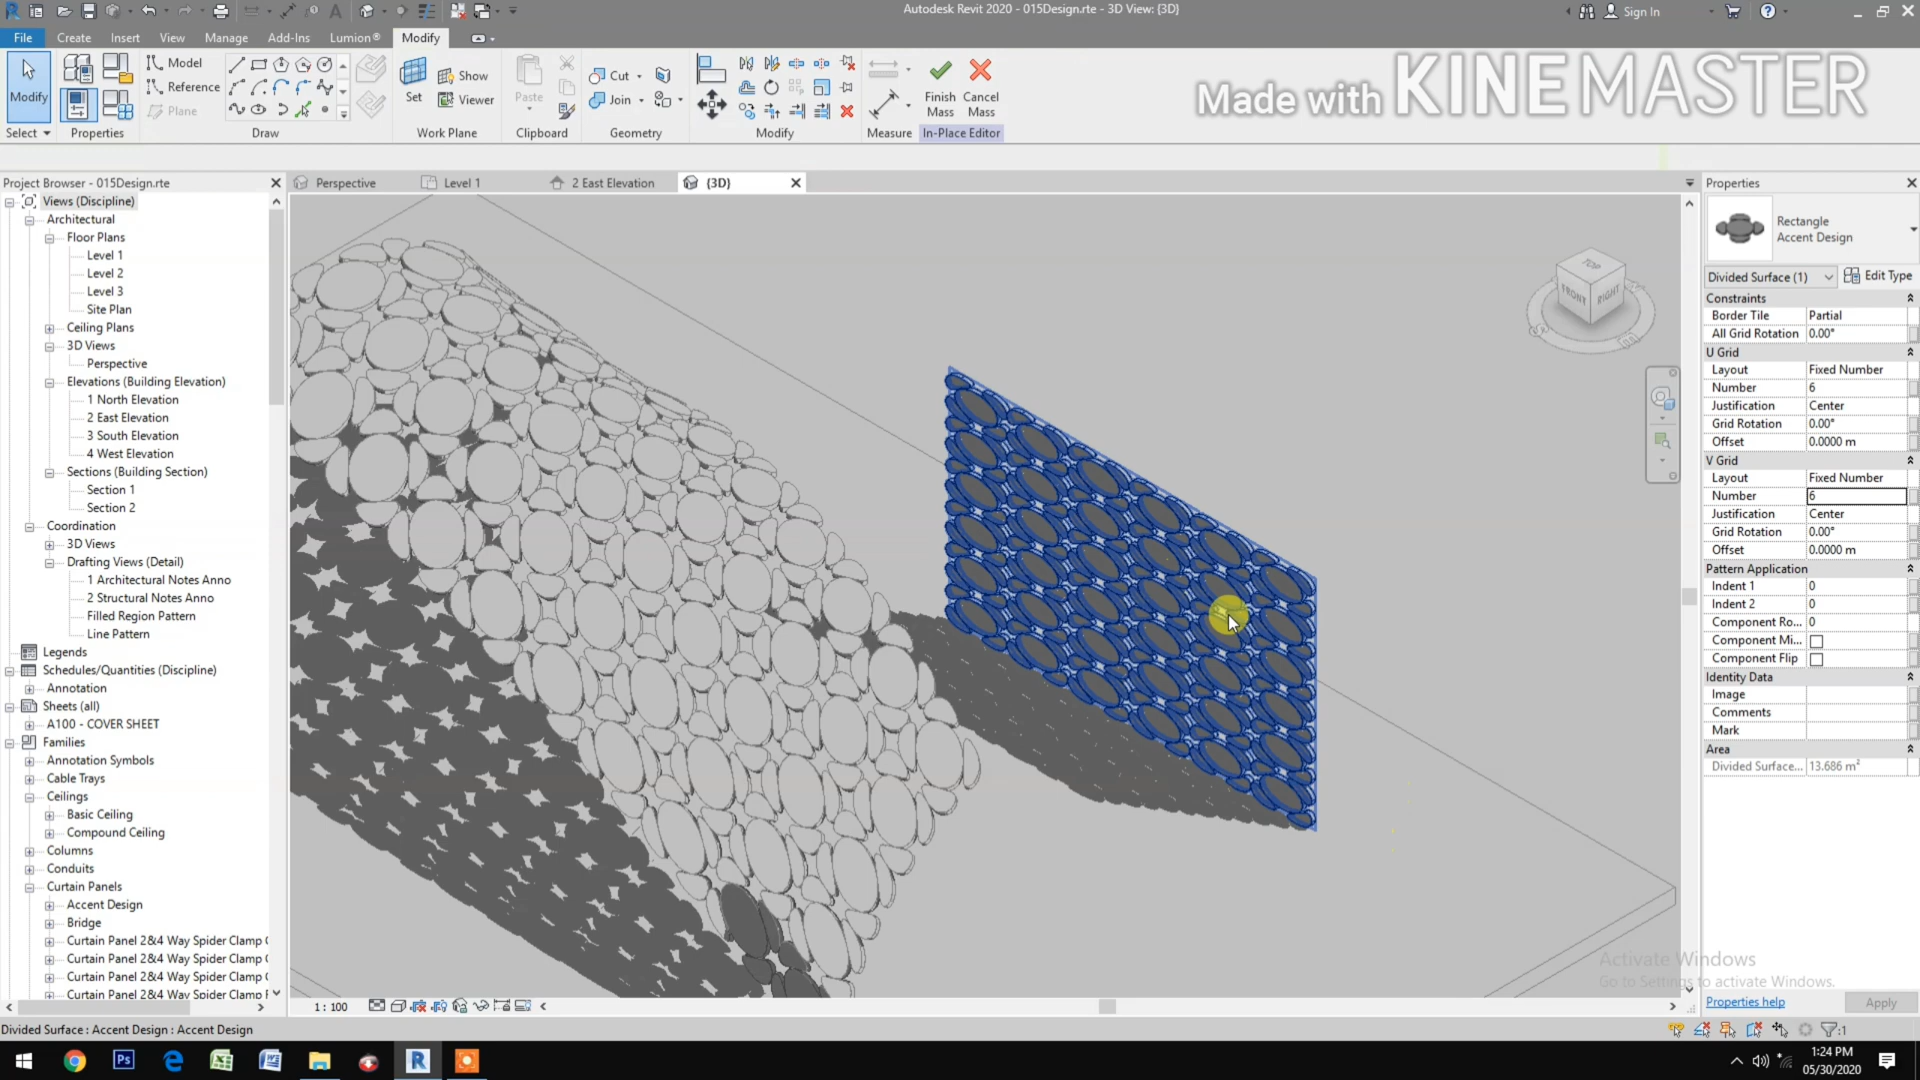 Autodesk Revit 2020 - 015Design.rte - 3D View: {3D}
Sign In
File Create Insert View Manage Add-Ins Lumion® Modify
Made with KINEMASTER
Modify
Select
Properties
Model
Reference
Plane
Draw
Set
Show
Viewer
Work Plane
Paste
Clipboard
Cut
Join
Geometry
Modify
Measure
Finish Mass
Cancel Mass
In-Place Editor
Project Browser - 015Design.rte
Perspective
Level 1
2 East Elevation
{3D}
Views (Discipline)
Architectural
Floor Plans
Level 1
Level 2
Level 3
Site Plan
Ceiling Plans
3D Views
Perspective
Elevations (Building Elevation)
1 North Elevation
2 East Elevation
3 South Elevation
4 West Elevation
Sections (Building Section)
Section 1
Section 2
Coordination
3D Views
Drafting Views (Detail)
1 Architectural Notes Anno
2 Structural Notes Anno
Filled Region Pattern
Line Pattern
Legends
Schedules/Quantities (Discipline)
Annotation
Sheets (all)
A100 - COVER SHEET
Families
Annotation Symbols
Cable Trays
Ceilings
Basic Ceiling
Compound Ceiling
Columns
Conduits
Curtain Panels
Accent Design
Bridge
Curtain Panel 2&4 Way Spider Clamp
Curtain Panel 2&4 Way Spider Clamp
Curtain Panel 2&4 Way Spider Clamp
Curtain Panel 2&4 Way Spider Clamp
TOP
FRONT
RIGHT
Properties
Rectangle
Accent Design
Divided Surface (1)
Edit Type
Constraints
Border Tile Partial
All Grid Rotation 0.00°
U Grid
Layout Fixed Number
Number 6
Justification Center
Grid Rotation 0.00°
Offset 0.0000 m
V Grid
Layout Fixed Number
Number 6
Justification Center
Grid Rotation 0.00°
Offset 0.0000 m
Pattern Application
Indent 1 0
Indent 2 0
Component Ro... 0
Component Mi...
Component Flip
Identity Data
Image
Comments
Mark
Area
Divided Surface... 13.686 m²
Activate Windows
Go to Settings to activate Windows.
Properties help
Apply
1 : 100
Divided Surface : Accent Design : Accent Design
:1
1:24 PM
05/30/2020